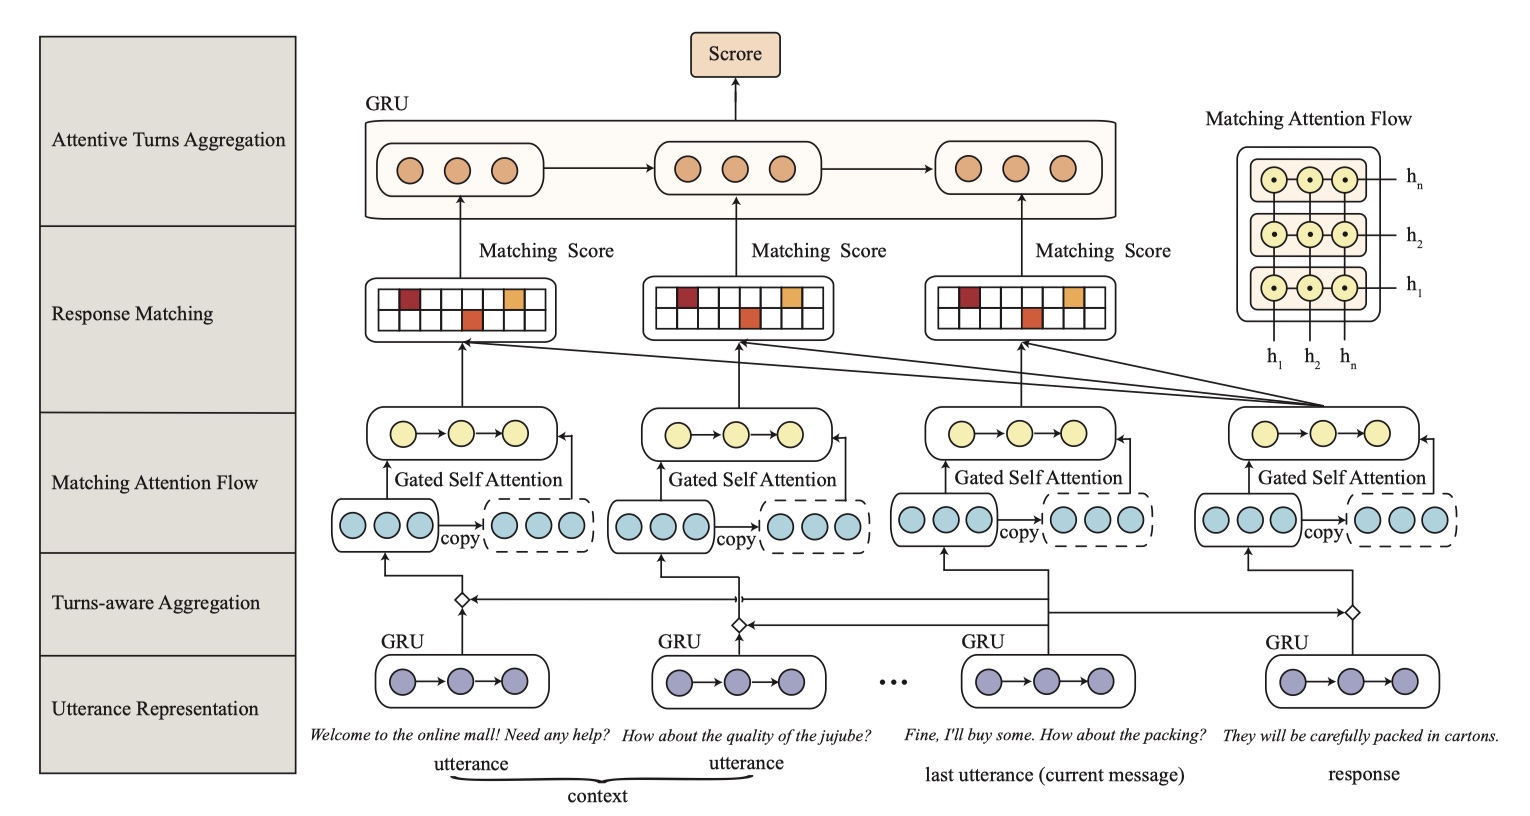 Scrore
GRU
Matching Attention Flow
Attentive Turns Aggregation
h_n
h_2
h_1
h_1 h_2 h_n
Matching Score Matching Score Matching Score
Response Matching
Matching Attention Flow
Gated Self Attention Gated Self Attention Gated Self Attention Gated Self Attention
copy copy copy copy
Turns-aware Aggregation
GRU GRU GRU GRU
...
Utterance Representation
Welcome to the online mall! Need any help? How about the quality of the jujube? Fine, I'll buy some. How about the packing? They will be carefully packed in cartons.
utterance utterance last utterance (current message) response
context